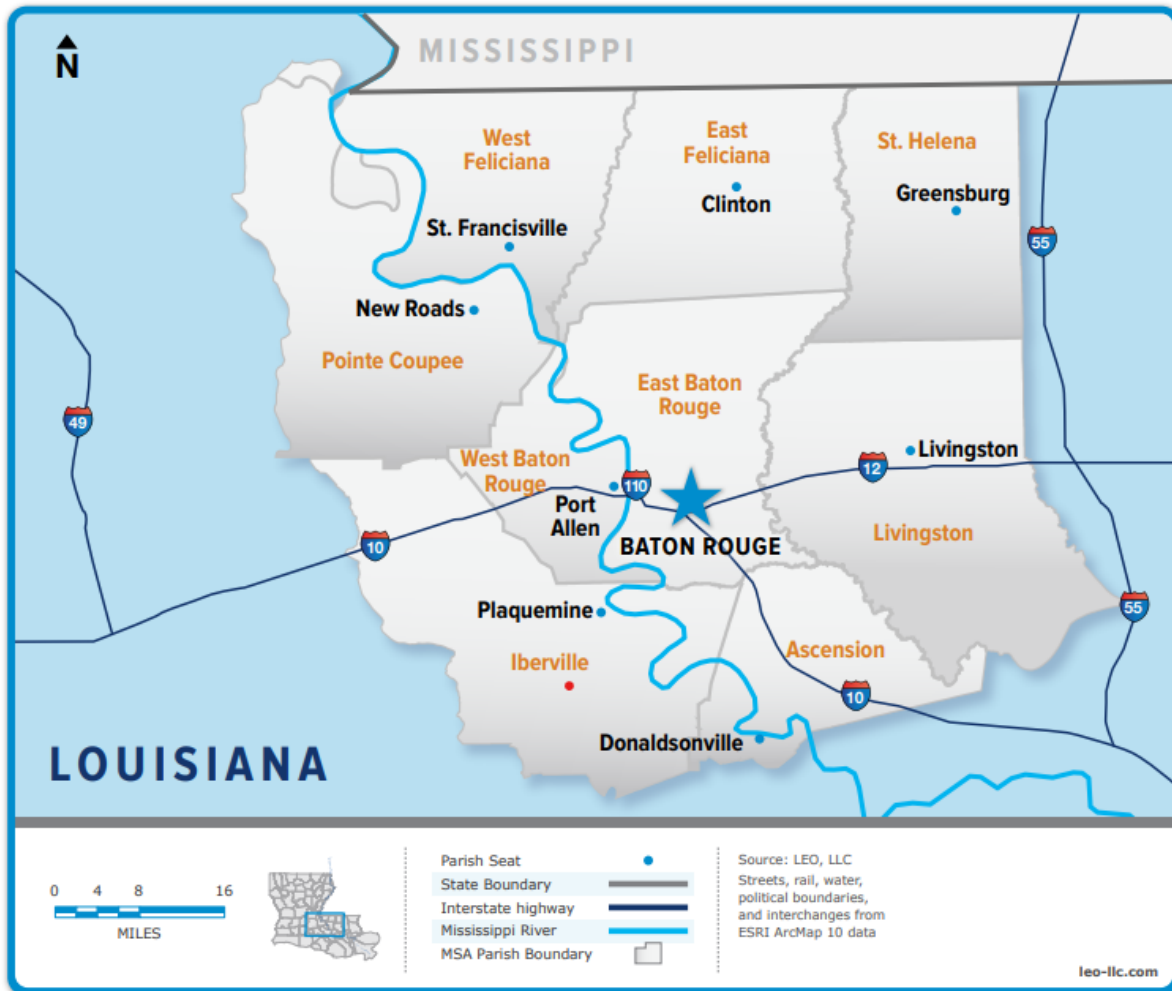 N
MISSISSIPPI
West
Feliciana
East
Feliciana
St. Helena
Clinton
Greensburg
St. Francisville
55
New Roads
Pointe Coupee
East Baton
Rouge
49
West Baton
Rouge
Livingston
110
12
Port
Allen
10
BATON ROUGE
Livingston
Plaquemine
55
Iberville
Ascension
10
Donaldsonville
LOUISIANA
0 4 8 16
MILES
Parish Seat
State Boundary
Interstate highway
Mississippi River
MSA Parish Boundary
Source: LEO, LLC
Streets, rail, water,
political boundaries,
and interchanges from
ESRI ArcMap 10 data
leo-llc.com